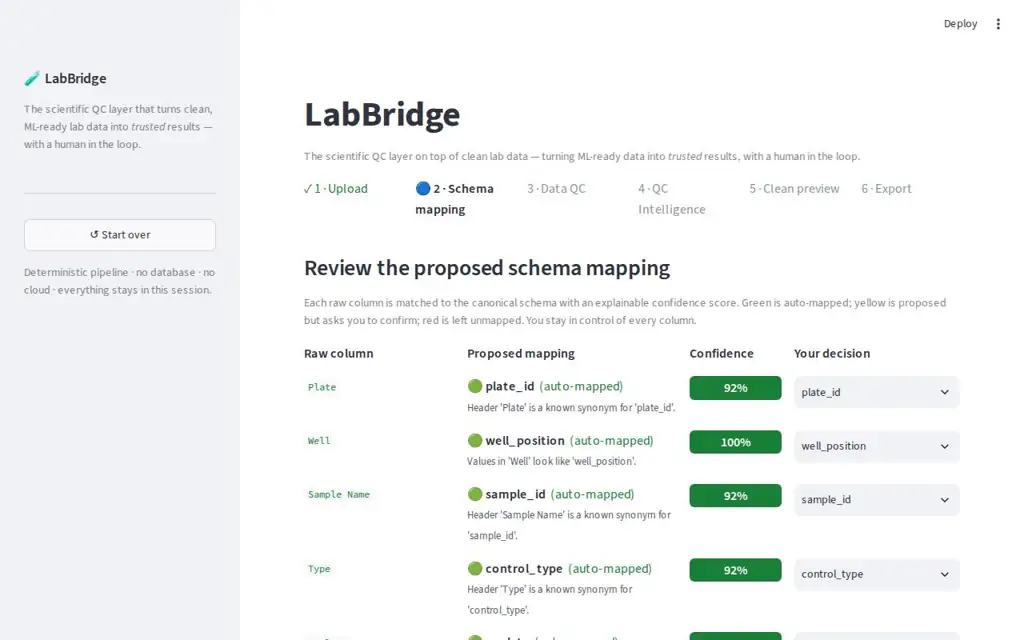 Deploy
LabBridge
The scientific QC layer that turns clean,
ML-ready lab data into trusted results —
with a human in the loop.
↺ Start over
Deterministic pipeline · no database · no
cloud · everything stays in this session.
LabBridge
The scientific QC layer on top of clean lab data — turning ML-ready data into trusted results, with a human in the loop.
✓ 1 · Upload
2 · Schema
mapping
3 · Data QC
4 · QC
Intelligence
5 · Clean preview
6 · Export
Review the proposed schema mapping
Each raw column is matched to the canonical schema with an explainable confidence score. Green is auto-mapped; yellow is proposed
but asks you to confirm; red is left unmapped. You stay in control of every column.
Raw column Proposed mapping Confidence Your decision
Plate plate_id (auto-mapped) 92% plate_id
Header 'Plate' is a known synonym for 'plate_id'.
Well well_position (auto-mapped) 100% well_position
Values in 'Well' look like 'well_position'.
Sample Name sample_id (auto-mapped) 92% sample_id
Header 'Sample Name' is a known synonym for
'sample_id'.
Type control_type (auto-mapped) 92% control_type
Header 'Type' is a known synonym for
'control_type'.